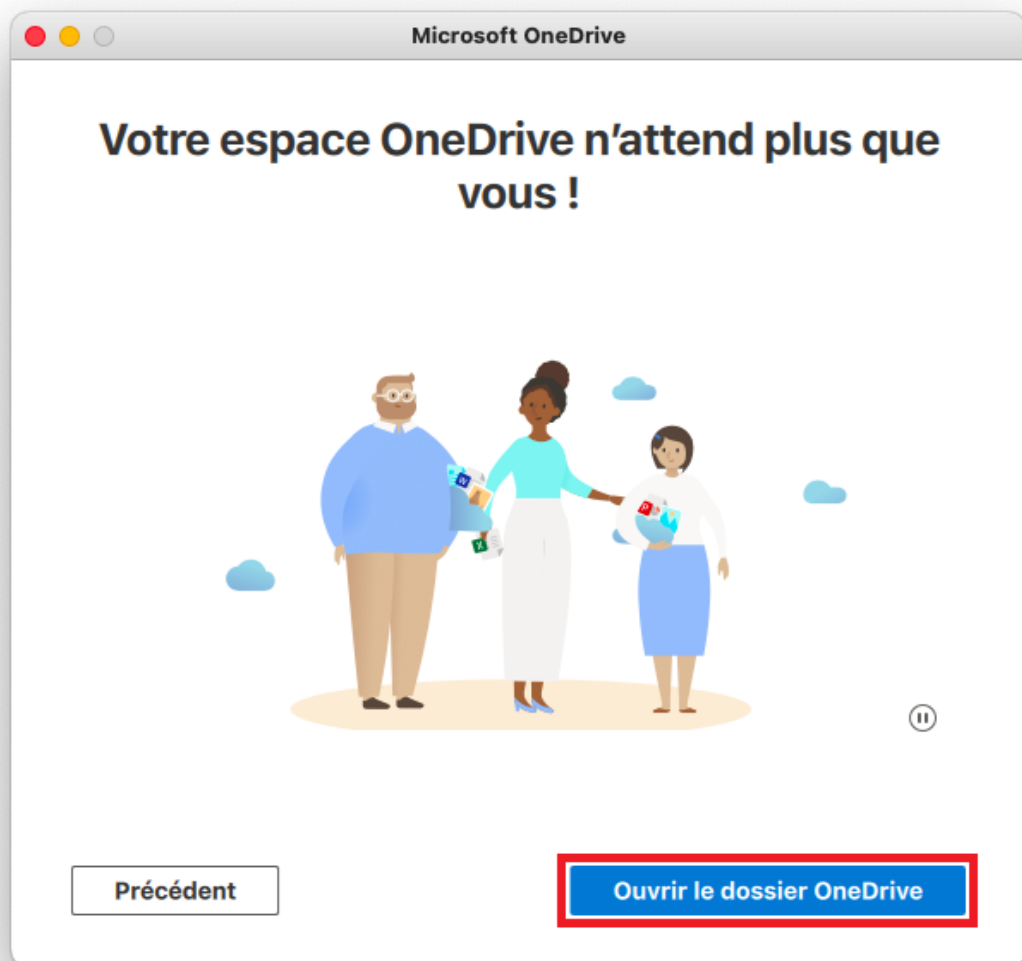 Microsoft OneDrive
Votre espace OneDrive n’attend plus que
vous !
W
X
P
Précédent
Ouvrir le dossier OneDrive